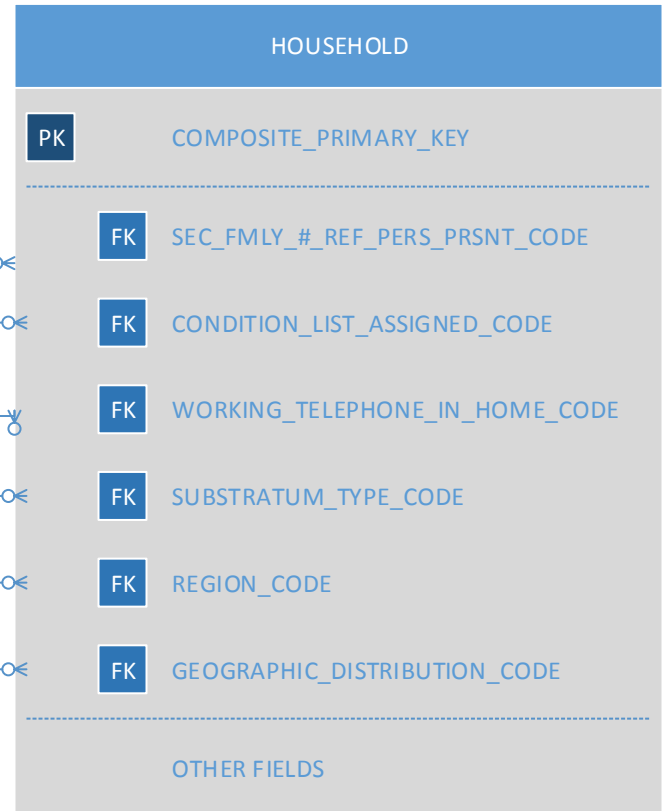 HOUSEHOLD
PK COMPOSITE_PRIMARY_KEY
FK SEC_FMLY_#_REF_PERS_PRSNT_CODE
FK CONDITION_LIST_ASSIGNED_CODE
FK WORKING_TELEPHONE_IN_HOME_CODE
FK SUBSTRATUM_TYPE_CODE
FK REGION_CODE
FK GEOGRAPHIC_DISTRIBUTION_CODE
OTHER FIELDS